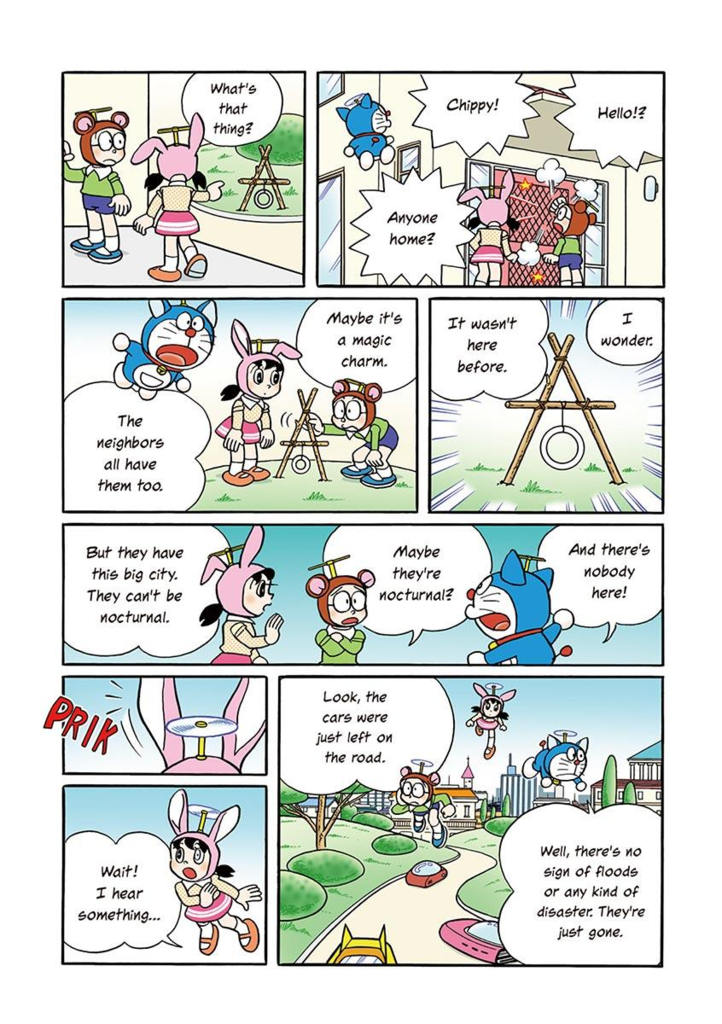 Hello!?
Chippy!
Anyone
home?
What's
that
thing?
I
wonder.
It wasn't
here
before.
Maybe it's
a magic
charm.
The
neighbors
all have
them too.
And there's
nobody
here!
Maybe
they're
nocturnal?
But they have
this big city.
They can't be
nocturnal.
Look, the
cars were
just left on
the road.
Well, there's no
sign of floods
or any kind of
disaster. They're
just gone.
PRIK
Wait!
I hear
something...